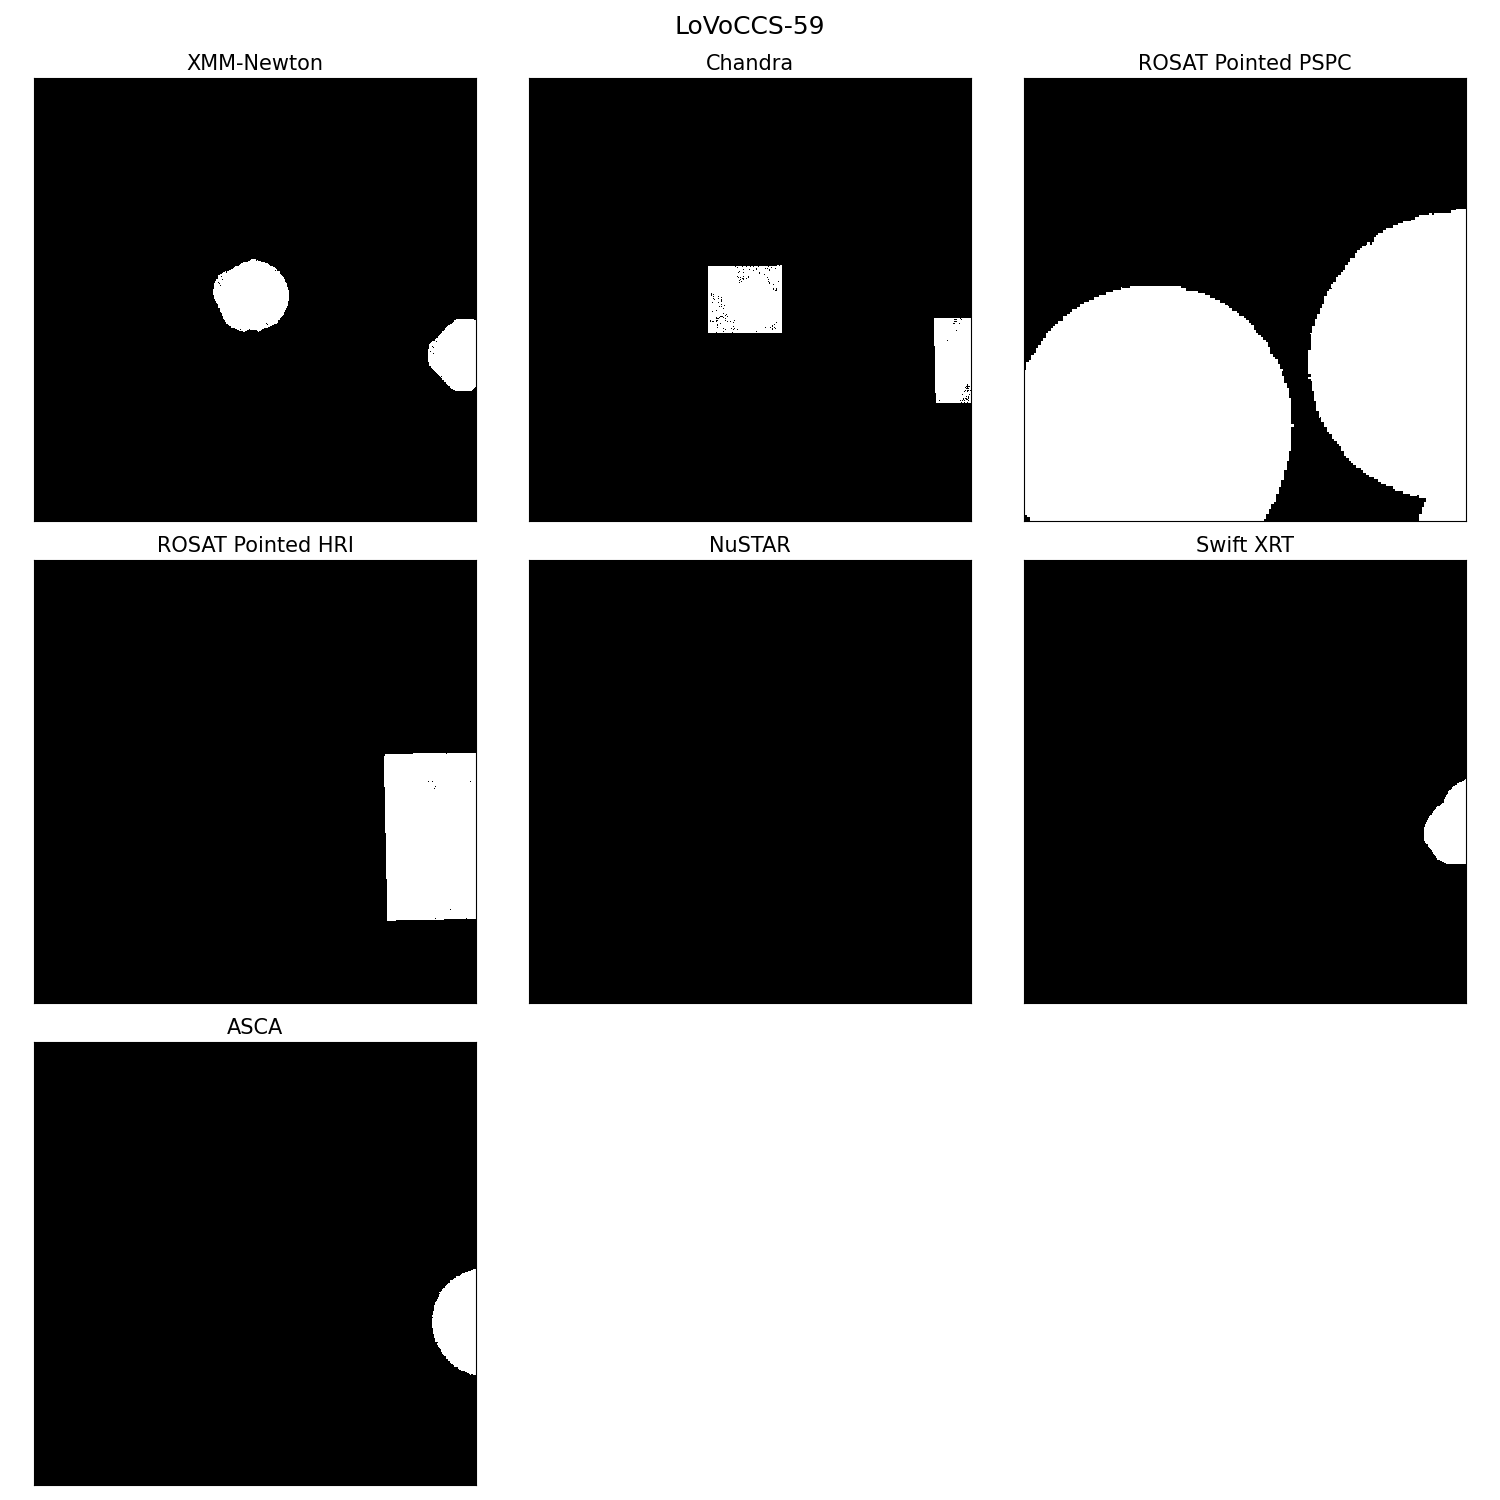 LoVoCCS-59
XMM-Newton
Chandra
ROSAT Pointed PSPC
ROSAT Pointed HRI
NuSTAR
Swift XRT
ASCA